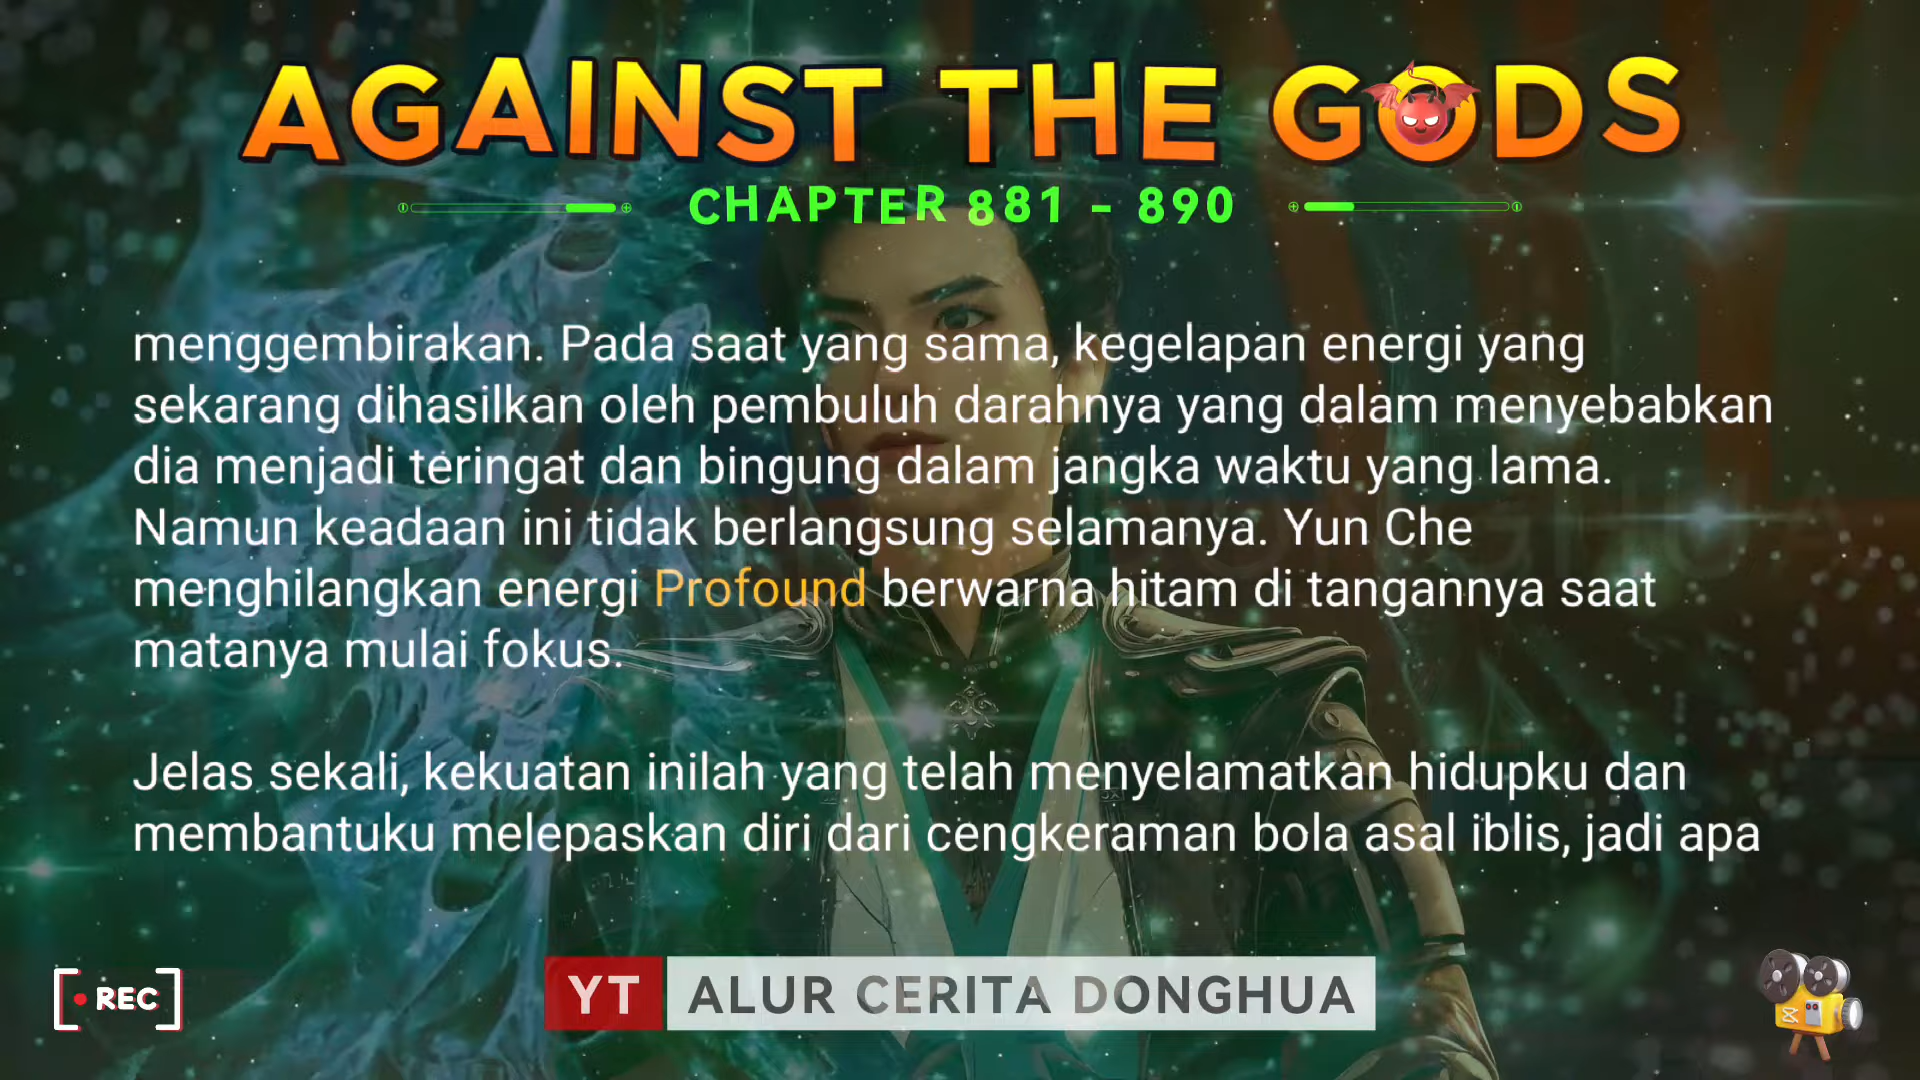 AGAINST THE GODS
CHAPTER 881 - 890
menggembirakan. Pada saat yang sama, kegelapan energi yang
sekarang dihasilkan oleh pembuluh darahnya yang dalam menyebabkan
dia menjadi teringat dan bingung dalam jangka waktu yang lama.
Namun keadaan ini tidak berlangsung selamanya. Yun Che
menghilangkan energi Profound berwarna hitam di tangannya saat
matanya mulai fokus.
Jelas sekali, kekuatan inilah yang telah menyelamatkan hidupku dan
membantuku melepaskan diri dari cengkeraman bola asal iblis, jadi apa
REC
YT ALUR CERITA DONGHUA